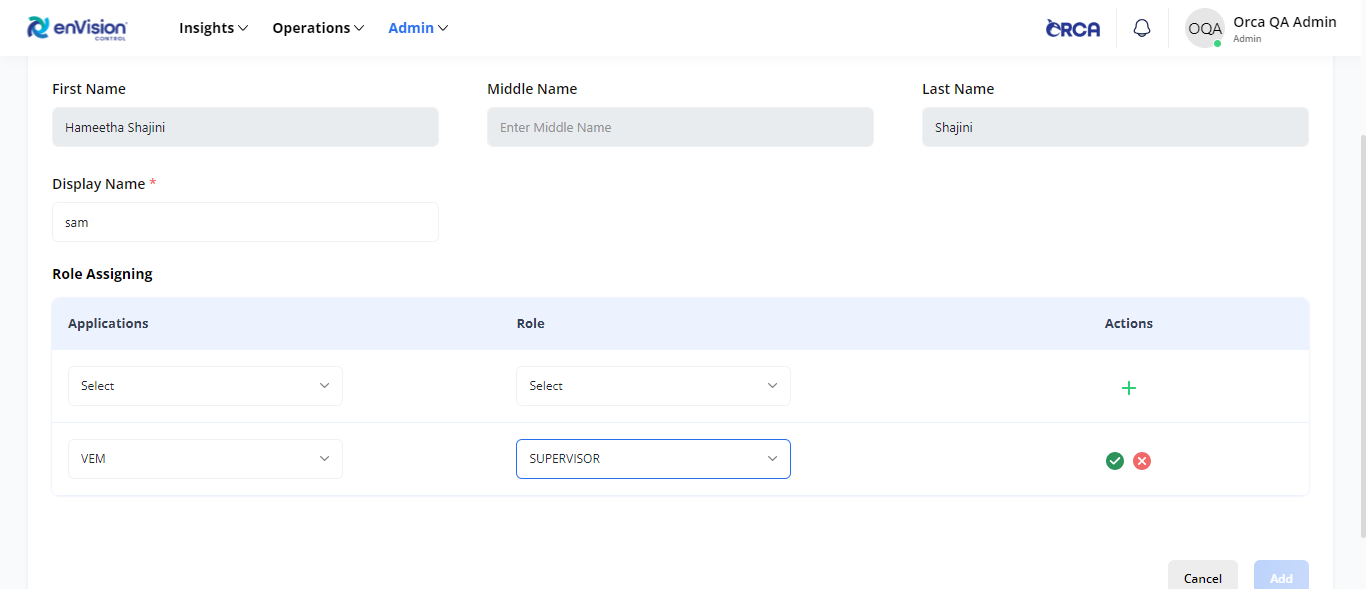 enVision
CONTROL
Insights Operations Admin
ORCA
OQA
Orca QA Admin
Admin
First Name Middle Name Last Name
Hameetha Shajini Enter Middle Name Shajini
Display Name *
sam
Role Assigning
Applications Role Actions
Select Select
VEM SUPERVISOR
Cancel Add